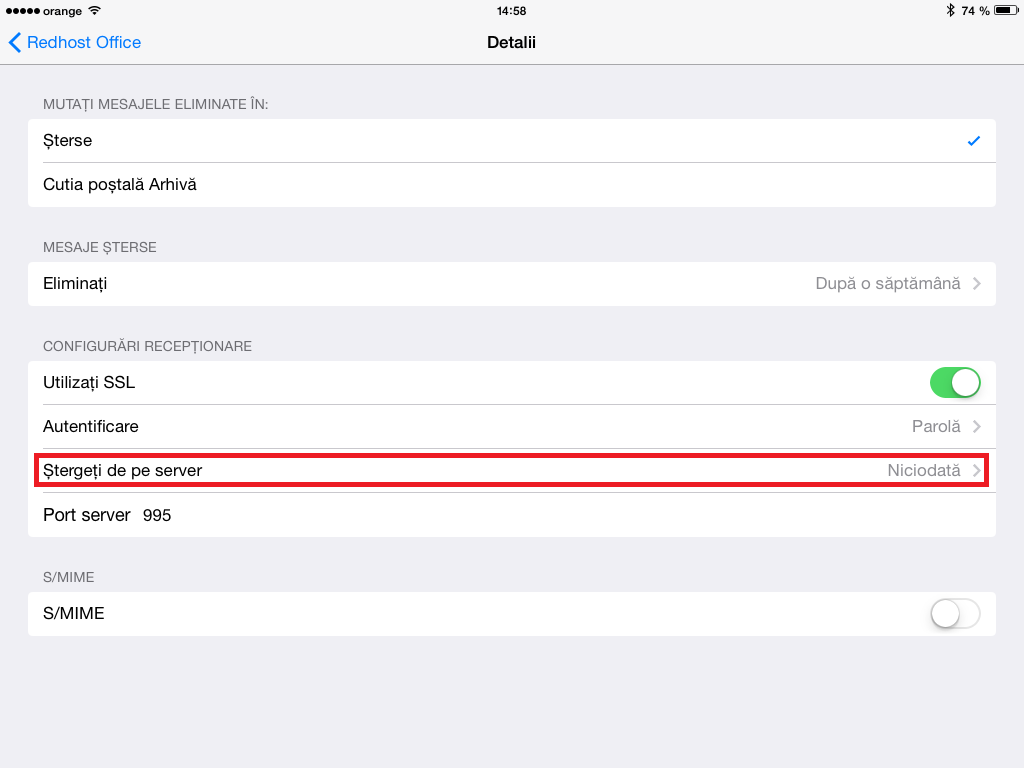 orange 14:58 74 %
Redhost Office Detalii
MUTAȚI MESAJELE ELIMINATE ÎN:
Șterse
Cutia poștală Arhivă
MESAJE ȘTERSE
Eliminați După o săptămână
CONFIGURĂRI RECEPȚIONARE
Utilizați SSL
Autentificare Parolă
Ștergeți de pe server Niciodată
Port server 995
S/MIME
S/MIME